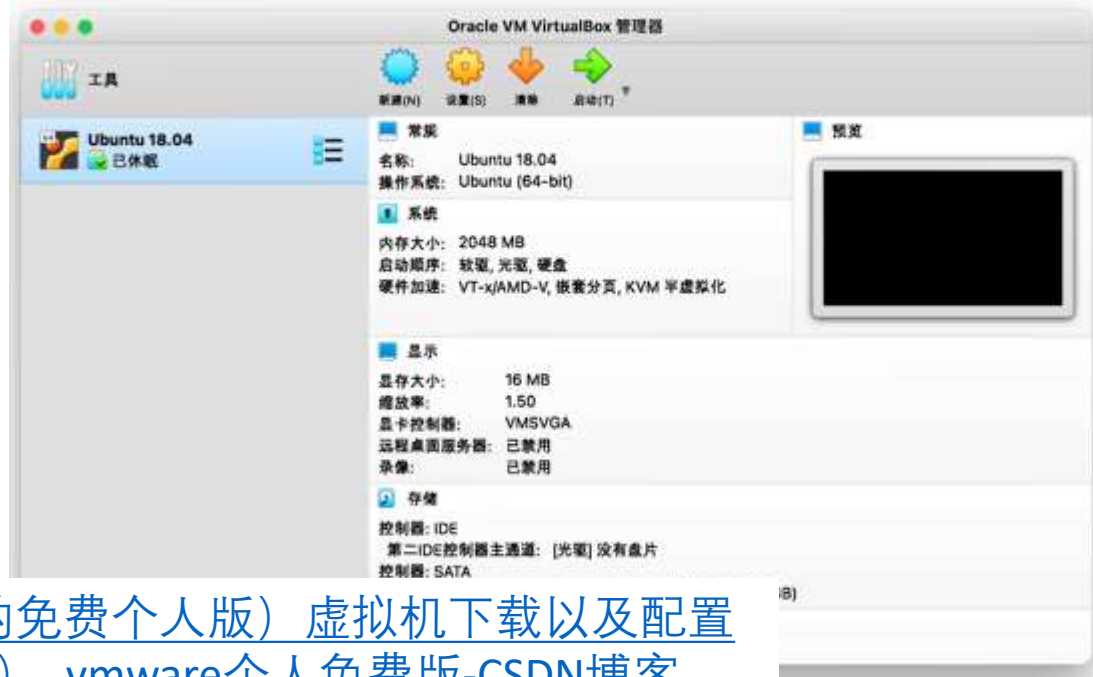 Oracle VM VirtualBox 管理器
工具
新建(N) 设置(S) 清除 启动(T)
Ubuntu 18.04
已休眠
常规
名称: Ubuntu 18.04
操作系统: Ubuntu (64-bit)
预览
系统
内存大小: 2048 MB
启动顺序: 软驱, 光驱, 硬盘
硬件加速: VT-x/AMD-V, 嵌套分页, KVM 半虚拟化
显示
显存大小: 16 MB
缩放率: 1.50
显卡控制器: VMSVGA
远程桌面服务器: 已禁用
录像: 已禁用
存储
控制器: IDE
第二IDE控制器主通道: [光驱] 没有盘片
控制器: SATA
的免费个人版）虚拟机下载以及配置
）_vmware个人免费版-CSDN博客